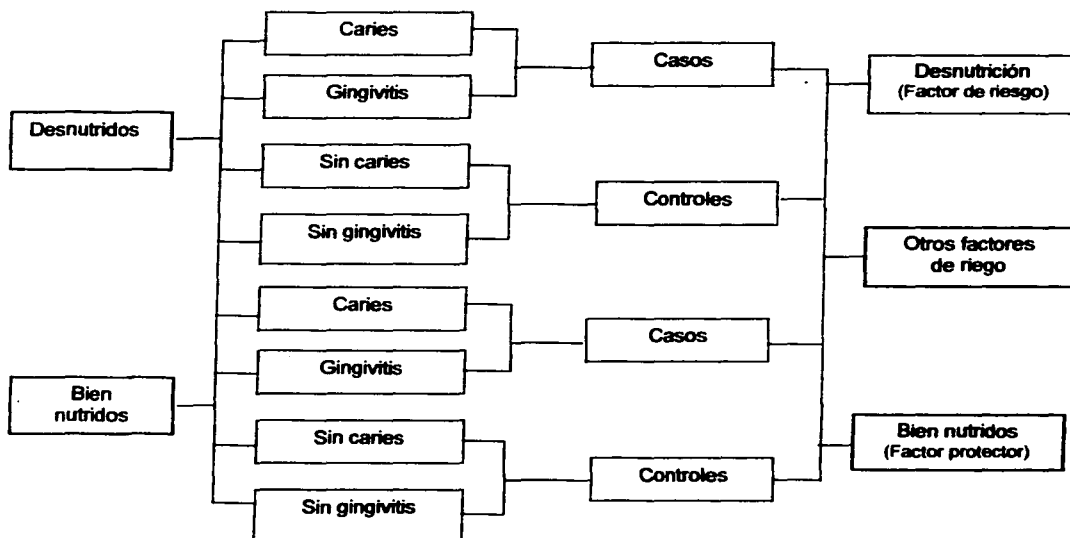 Desnutridos
Bien
nutridos
Caries
Gingivitis
Sin caries
Sin gingivitis
Caries
Gingivitis
Sin caries
Sin gingivitis
Casos
Controles
Casos
Controles
Desnutrición
(Factor de riesgo)
Otros factores
de riego
Bien nutridos
(Factor protector)